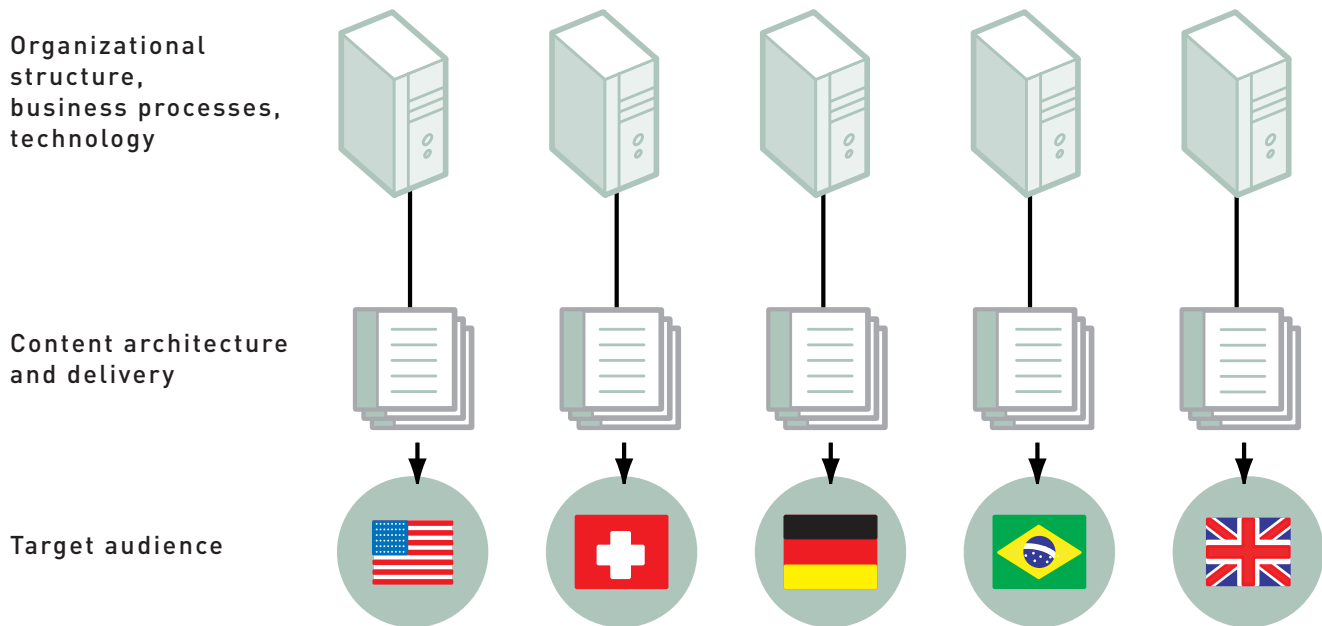 Organizational
structure,
business processes,
technology
Content architecture
and delivery
Target audience